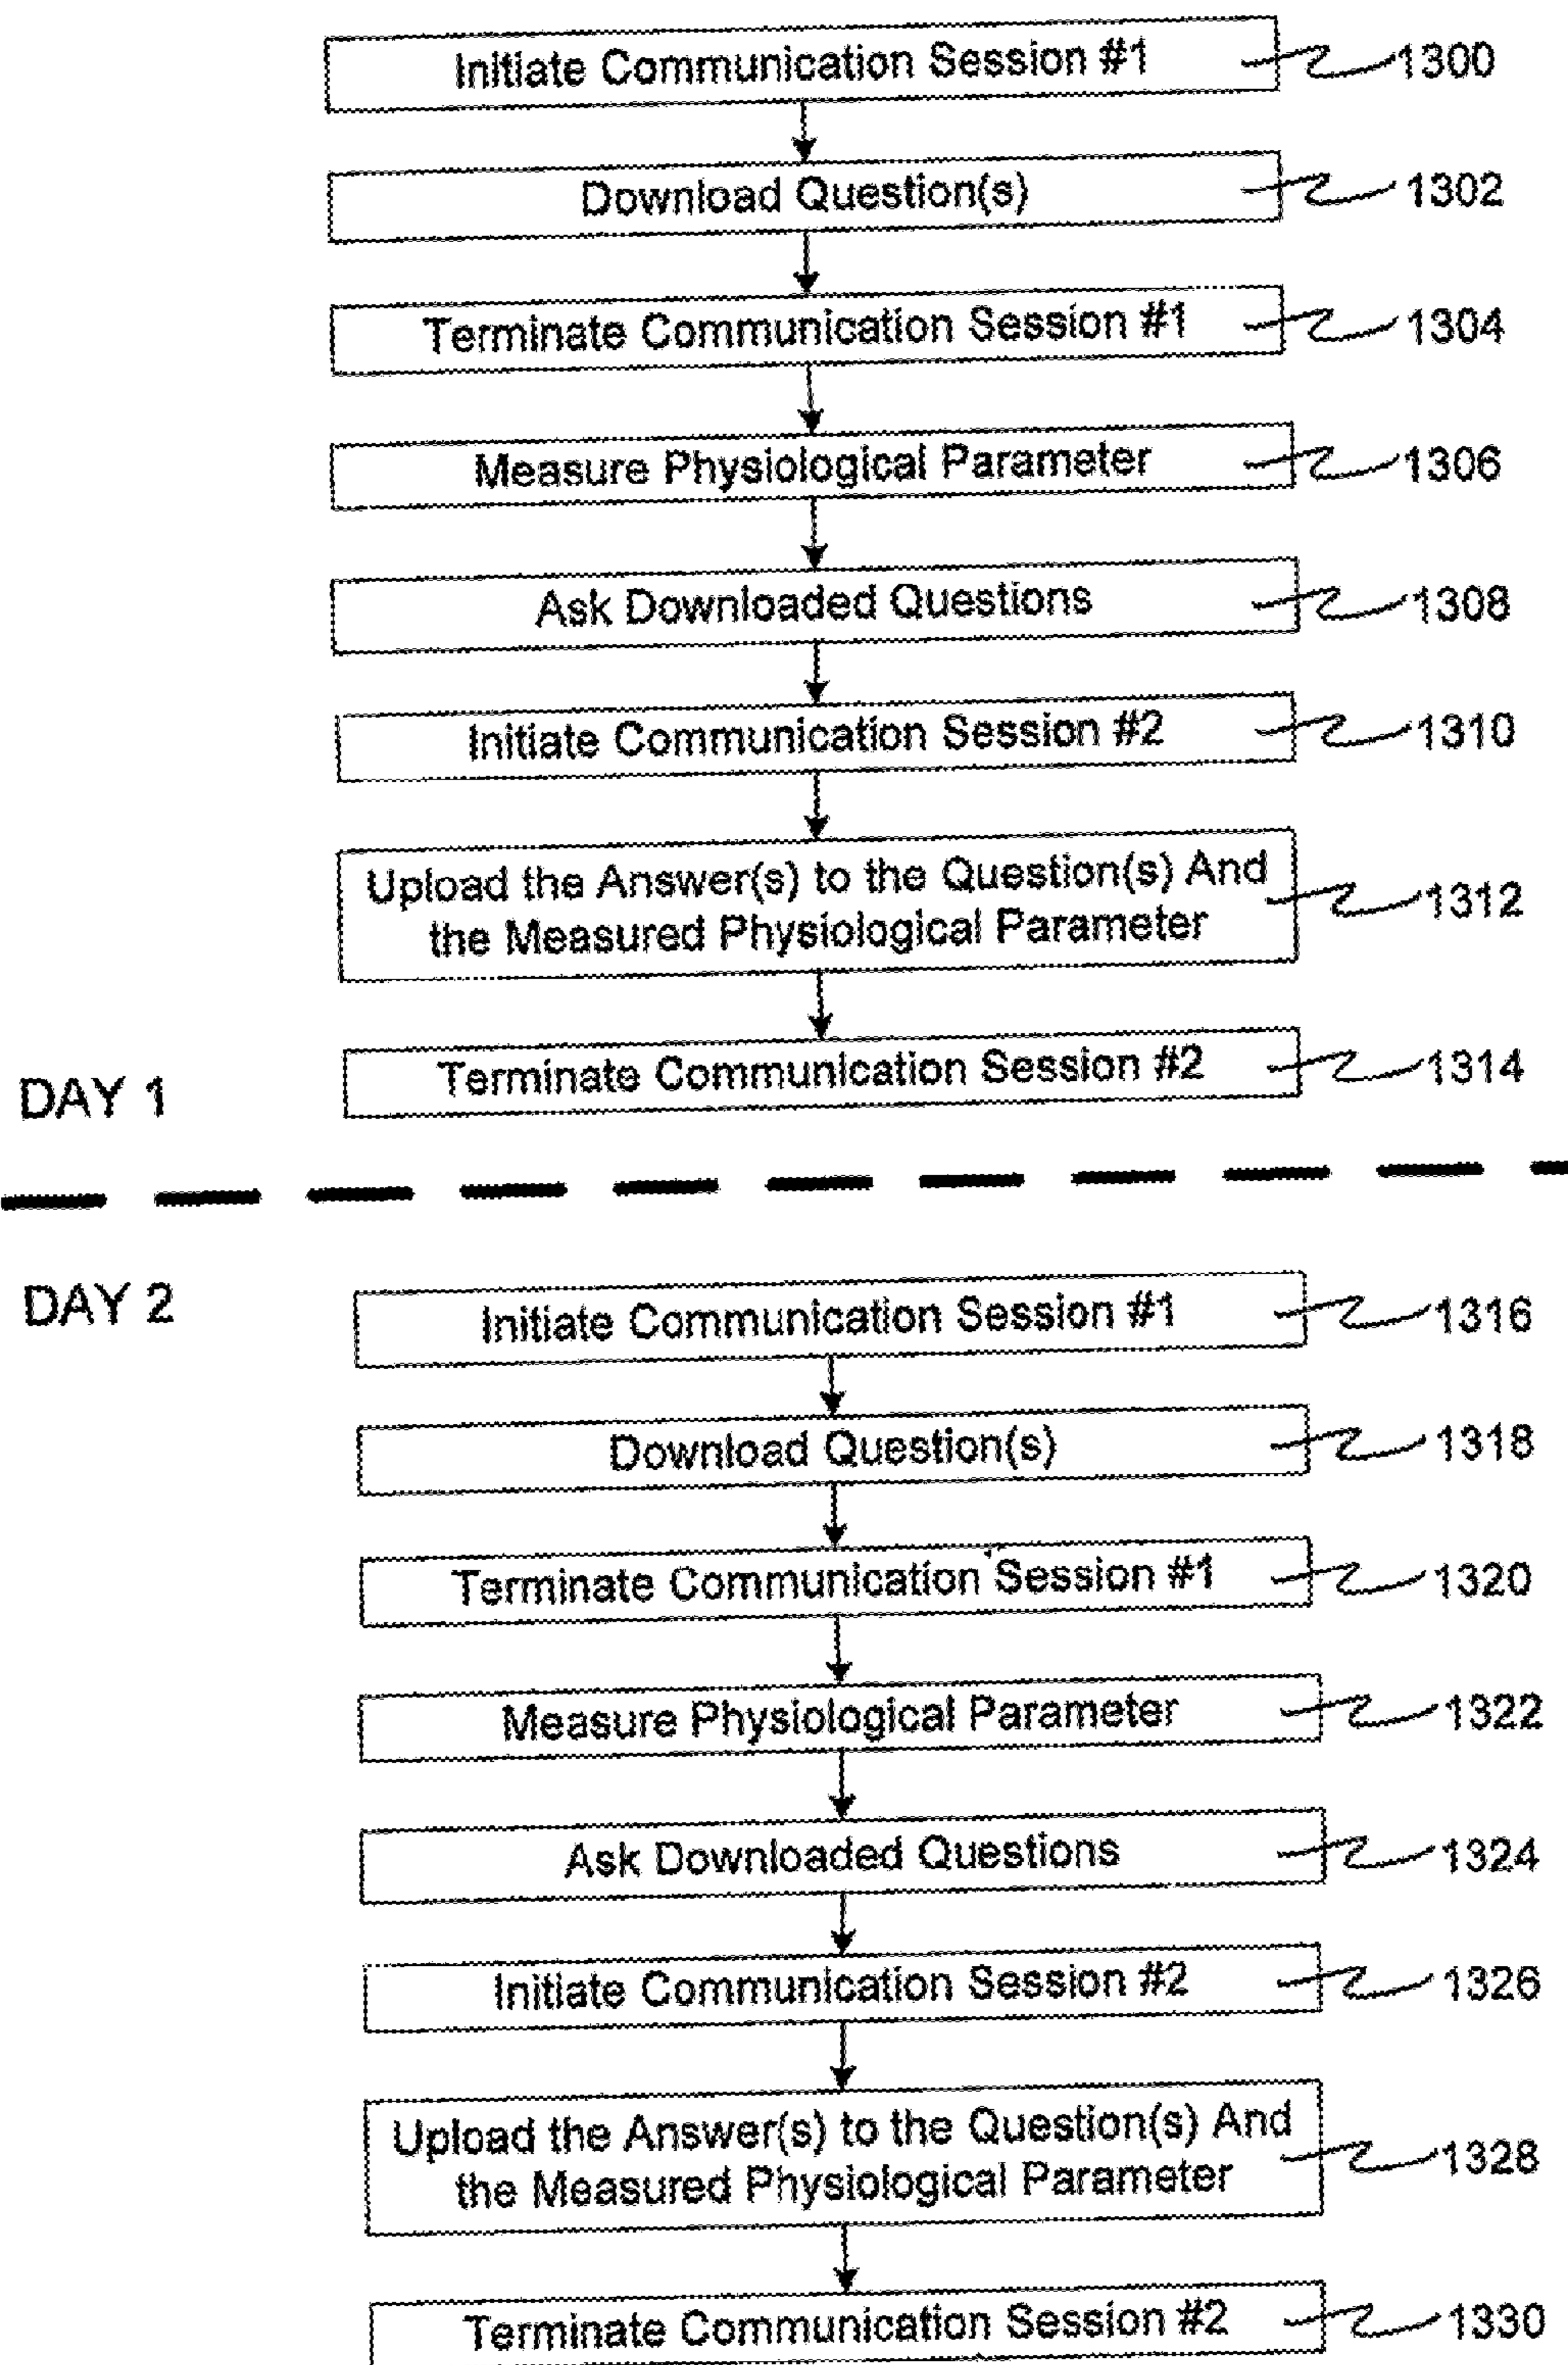 Initiate Communication Session #1 1300
Download Question(s) 1302
Terminate Communication Session #1 1304
Measure Physiological Parameter 1306
Ask Downloaded Questions 1308
Initiate Communication Session #2 1310
Upload the Answer(s) to the Question(s) And
the Measured Physiological Parameter 1312
Terminate Communication Session #2 1314
DAY 1
DAY 2
Initiate Communication Session #1 1316
Download Question(s) 1318
Terminate Communication Session #1 1320
Measure Physiological Parameter 1322
Ask Downloaded Questions 1324
Initiate Communication Session #2 1326
Upload the Answer(s) to the Question(s) And
the Measured Physiological Parameter 1328
Terminate Communication Session #2 1330